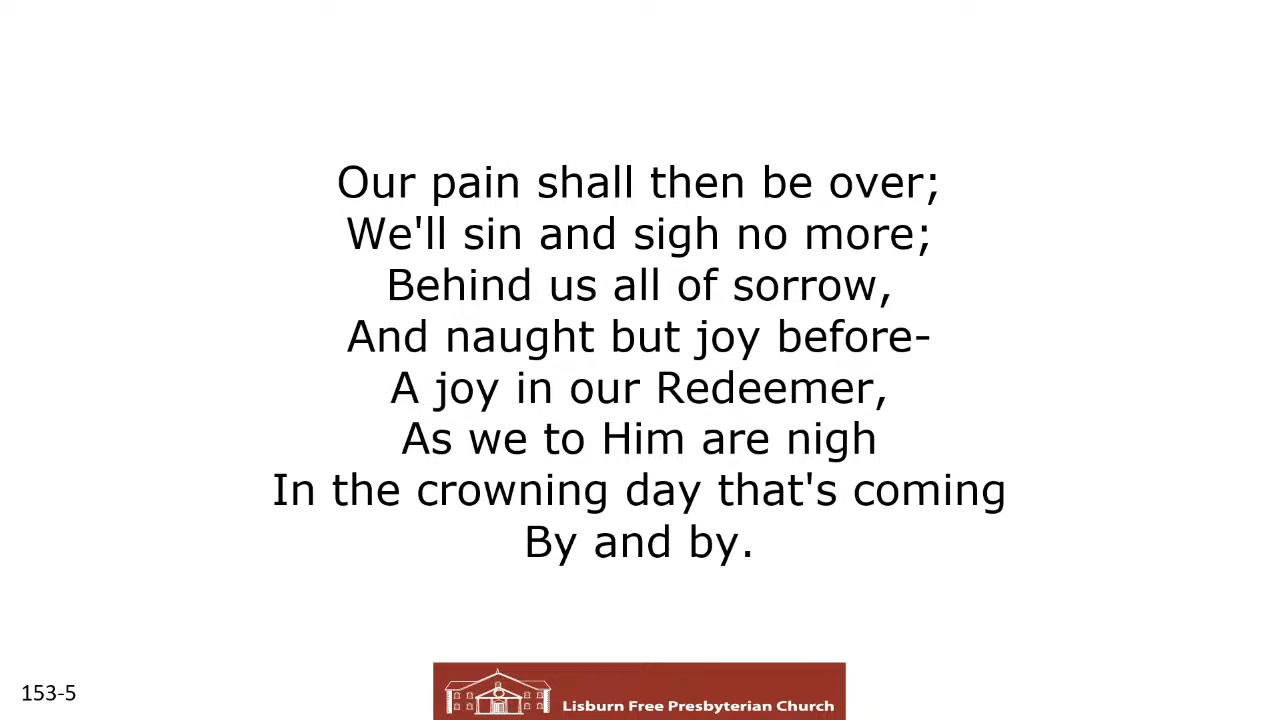 Our pain shall then be over;
We'll sin and sigh no more;
Behind us all of sorrow,
And naught but joy before-
A joy in our Redeemer,
As we to Him are nigh
In the crowning day that's coming
By and by.
153-5
Lisburn Free Presbyterian Church